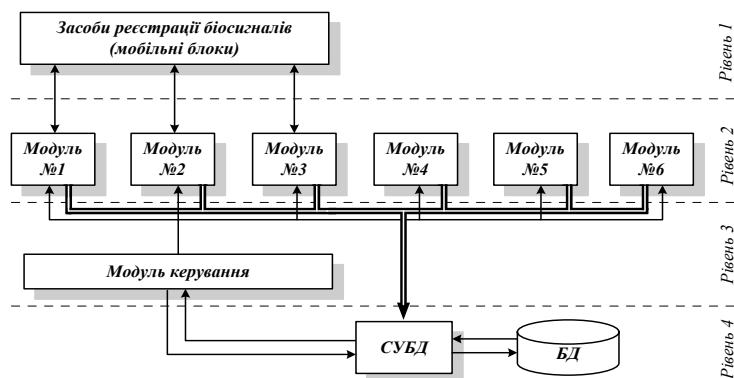 Засоби реєстрації біосигналів
(мобільні блоки)
Рівень 1
Модуль
№1
Модуль
№2
Модуль
№3
Модуль
№4
Модуль
№5
Модуль
№6
Рівень 2
Модуль керування
Рівень 3
СУБД
БД
Рівень 4